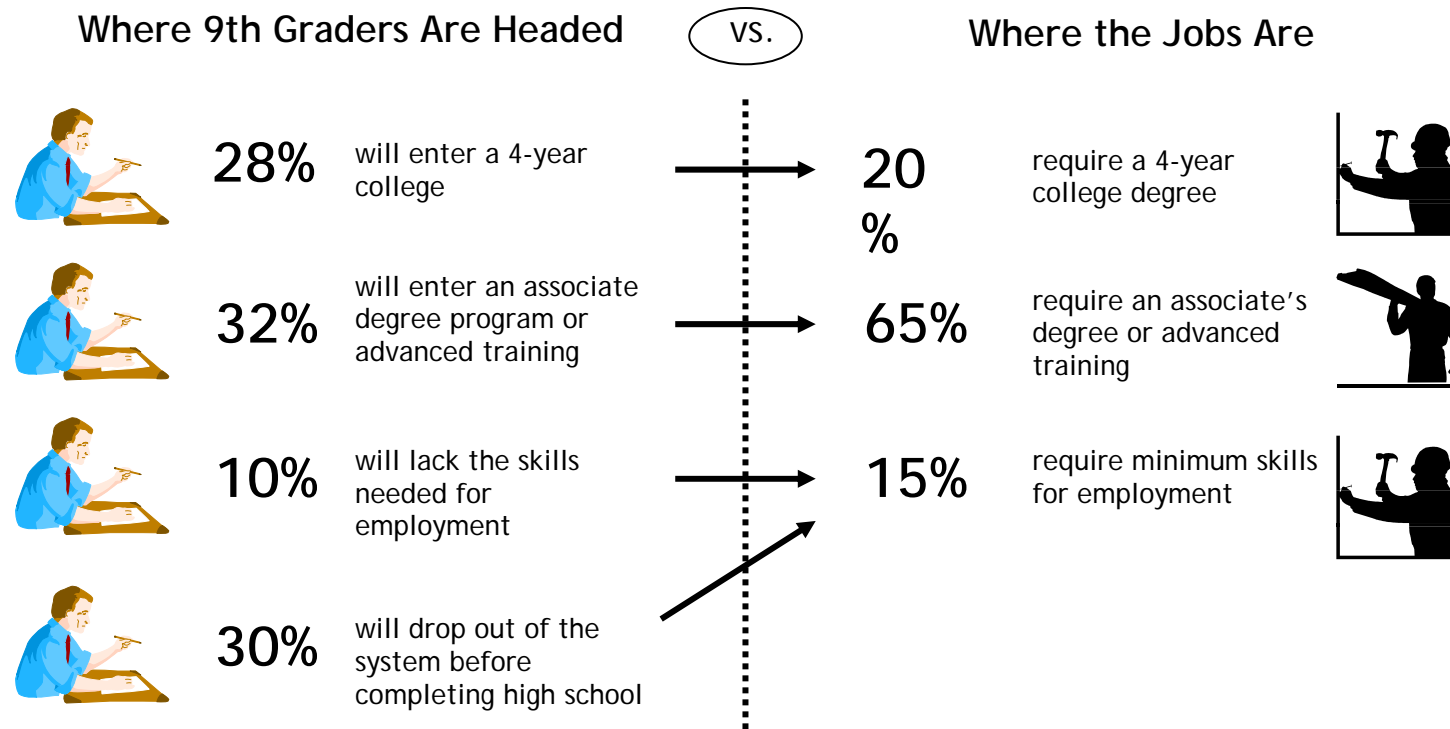 Where 9th Graders Are Headed
vs.
Where the Jobs Are
28%
will enter a 4-year
college
20
%
require a 4-year
college degree
32%
will enter an associate
degree program or
advanced training
65%
require an associate's
degree or advanced
training
10%
will lack the skills
needed for
employment
15%
require minimum skills
for employment
30%
will drop out of the
system before
completing high school